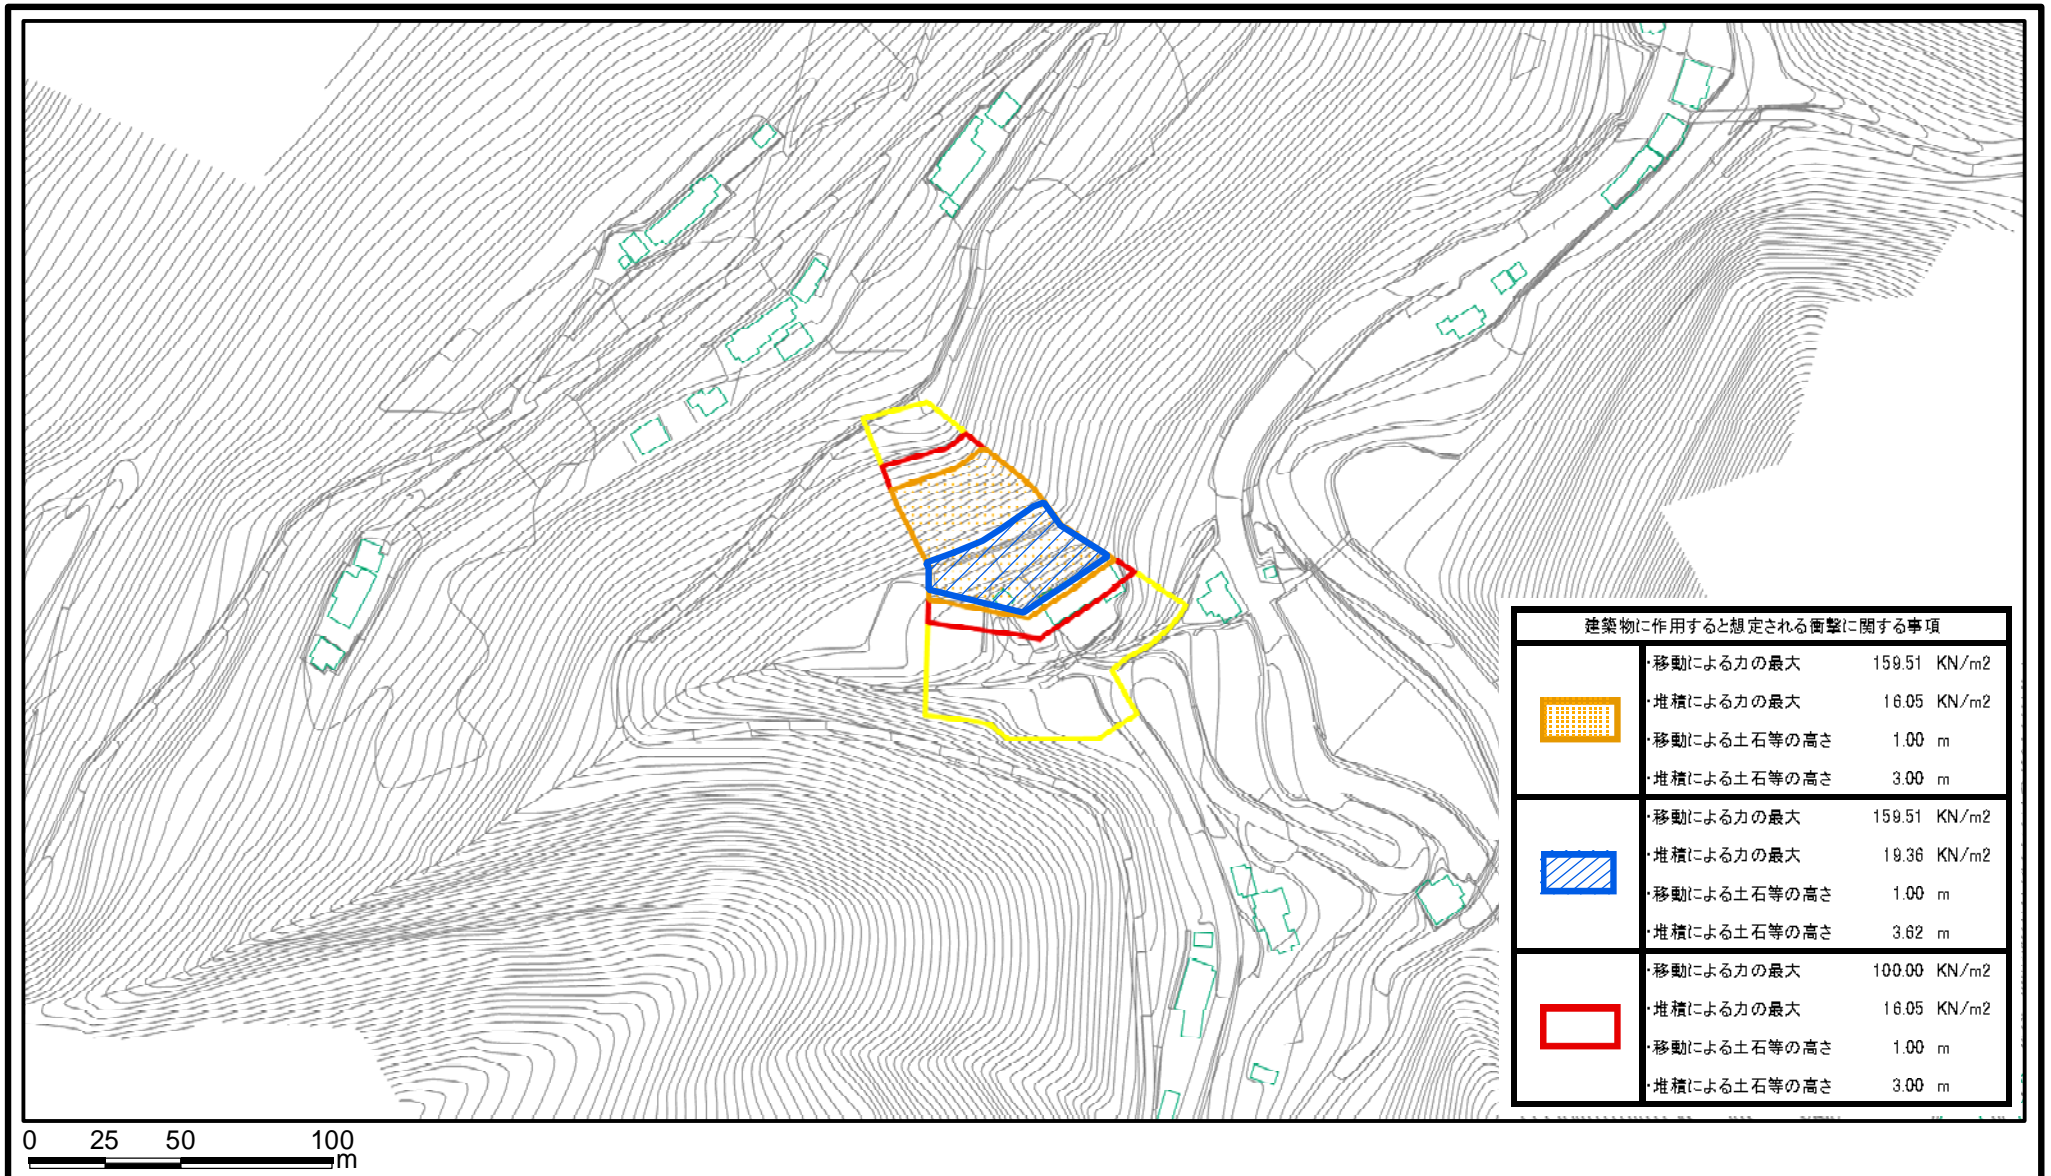 建築物に作用すると想定される衝撃に関する事項
・移動による力の最大 159.51 KN/m2
・堆積による力の最大 16.05 KN/m2
・移動による土石等の高さ 1.00 m
・堆積による土石等の高さ 3.00 m
・移動による力の最大 159.51 KN/m2
・堆積による力の最大 19.36 KN/m2
・移動による土石等の高さ 1.00 m
・堆積による土石等の高さ 3.62 m
・移動による力の最大 100.00 KN/m2
・堆積による力の最大 16.05 KN/m2
・移動による土石等の高さ 1.00 m
・堆積による土石等の高さ 3.00 m
0 25 50 100
m